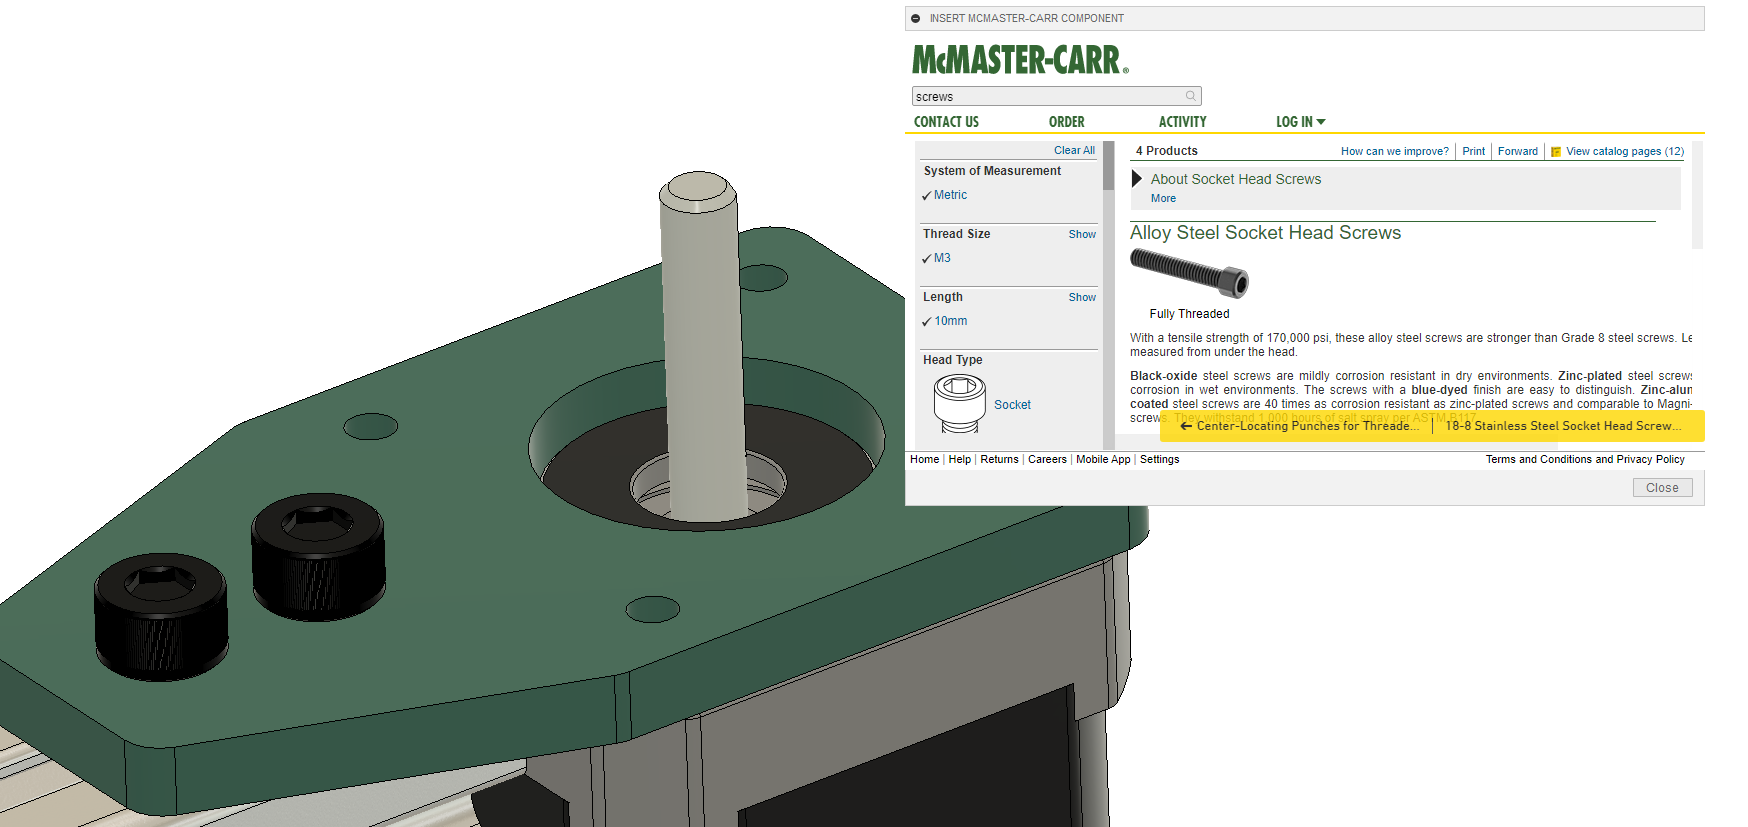 INSERT MCMASTER-CARR COMPONENT
McMASTER-CARR®
screws
CONTACT US ORDER ACTIVITY LOG IN
Clear All
System of Measurement
Metric
Thread Size Show
M3
Length Show
10mm
Head Type
Socket
4 Products How can we improve? Print Forward View catalog pages (12)
About Socket Head Screws
More
Alloy Steel Socket Head Screws
Fully Threaded
With a tensile strength of 170,000 psi, these alloy steel screws are stronger than Grade 8 steel screws. Le
measured from under the head.
Black-oxide steel screws are mildly corrosion resistant in dry environments. Zinc-plated steel screws
corrosion in wet environments. The screws with a blue-dyed finish are easy to distinguish. Zinc-alum
coated steel screws are 40 times as corrosion resistant as zinc-plated screws and comparable to Magni-
screws. They withstand 1,000 hours of salt spray per ASTM B117.
Center-Locating Punches for Threade... 18-8 Stainless Steel Socket Head Screw...
Home | Help | Returns | Careers | Mobile App | Settings Terms and Conditions and Privacy Policy
Close